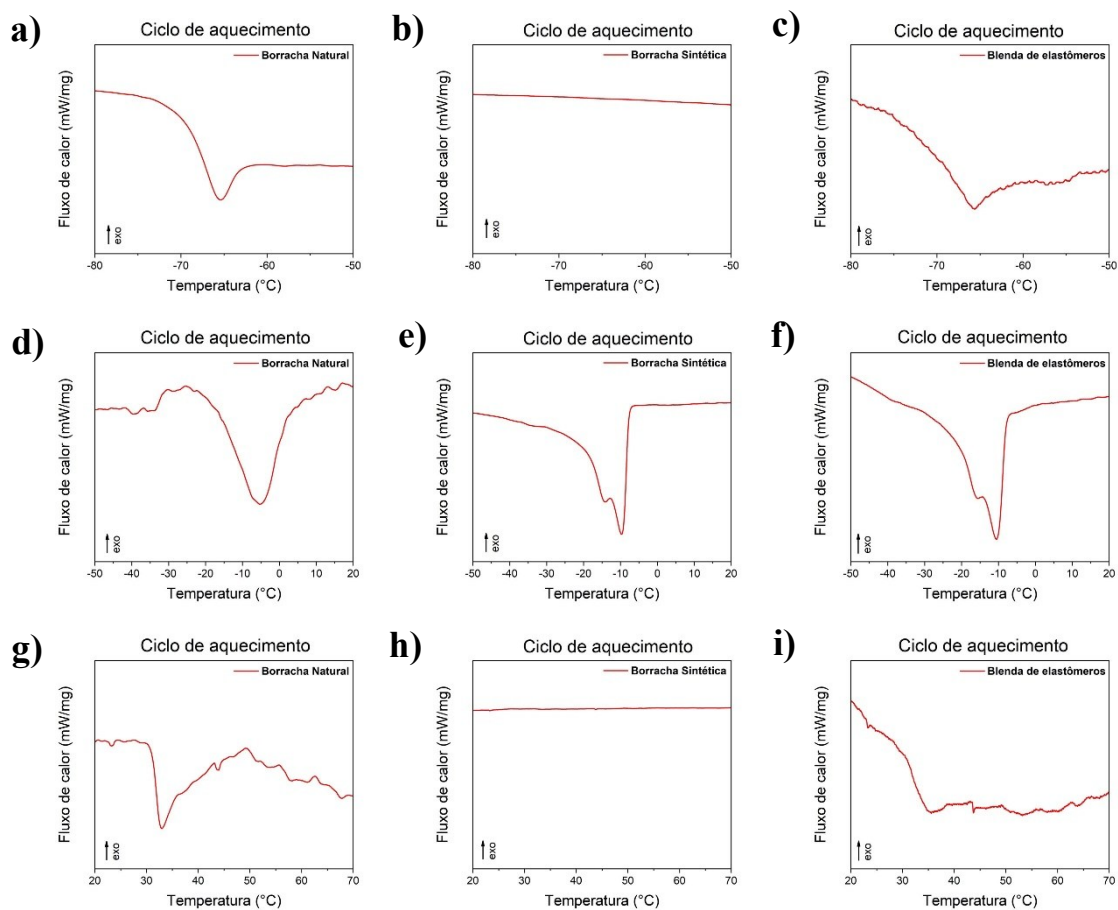 a)
Ciclo de aquecimento
Borracha Natural
Fluxo de calor (mW/mg)
exo
-80 -70 -60 -50
Temperatura (°C)
b)
Ciclo de aquecimento
Borracha Sintética
Fluxo de calor (mW/mg)
exo
-80 -70 -60 -50
Temperatura (°C)
c)
Ciclo de aquecimento
Blenda de elastômeros
Fluxo de calor (mW/mg)
exo
-80 -70 -60 -50
Temperatura (°C)
d)
Ciclo de aquecimento
Borracha Natural
Fluxo de calor (mW/mg)
exo
-50 -40 -30 -20 -10 0 10 20
Temperatura (°C)
e)
Ciclo de aquecimento
Borracha Sintética
Fluxo de calor (mW/mg)
exo
-50 -40 -30 -20 -10 0 10 20
Temperatura (°C)
f)
Ciclo de aquecimento
Blenda de elastômeros
Fluxo de calor (mW/mg)
exo
-50 -40 -30 -20 -10 0 10 20
Temperatura (°C)
g)
Ciclo de aquecimento
Borracha Natural
Fluxo de calor (mW/mg)
exo
20 30 40 50 60 70
Temperatura (°C)
h)
Ciclo de aquecimento
Borracha Sintética
Fluxo de calor (mW/mg)
exo
20 30 40 50 60 70
Temperatura (°C)
i)
Ciclo de aquecimento
Blenda de elastômeros
Fluxo de calor (mW/mg)
exo
20 30 40 50 60 70
Temperatura (°C)